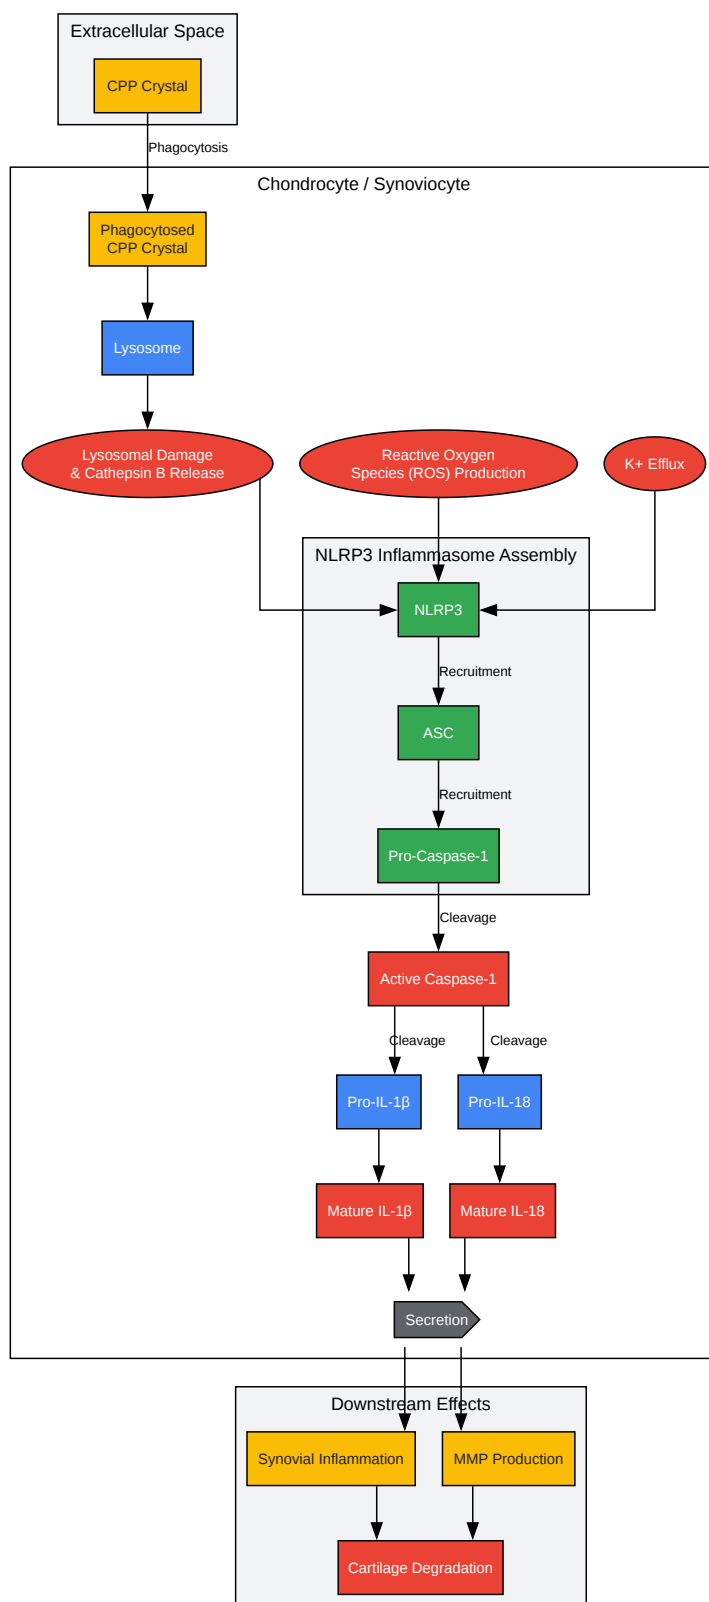 Extracellular Space
CPP Crystal
Phagocytosis
Chondrocyte / Synoviocyte
Phagocytosed
CPP Crystal
Lysosome
Lysosomal Damage
& Cathepsin B Release
Reactive Oxygen
Species (ROS) Production
K+ Efflux
NLRP3 Inflammasome Assembly
NLRP3
Recruitment
ASC
Recruitment
Pro-Caspase-1
Cleavage
Active Caspase-1
Cleavage
Cleavage
Pro-IL-1β
Pro-IL-18
Mature IL-1β
Mature IL-18
Secretion
Downstream Effects
Synovial Inflammation
MMP Production
Cartilage Degradation